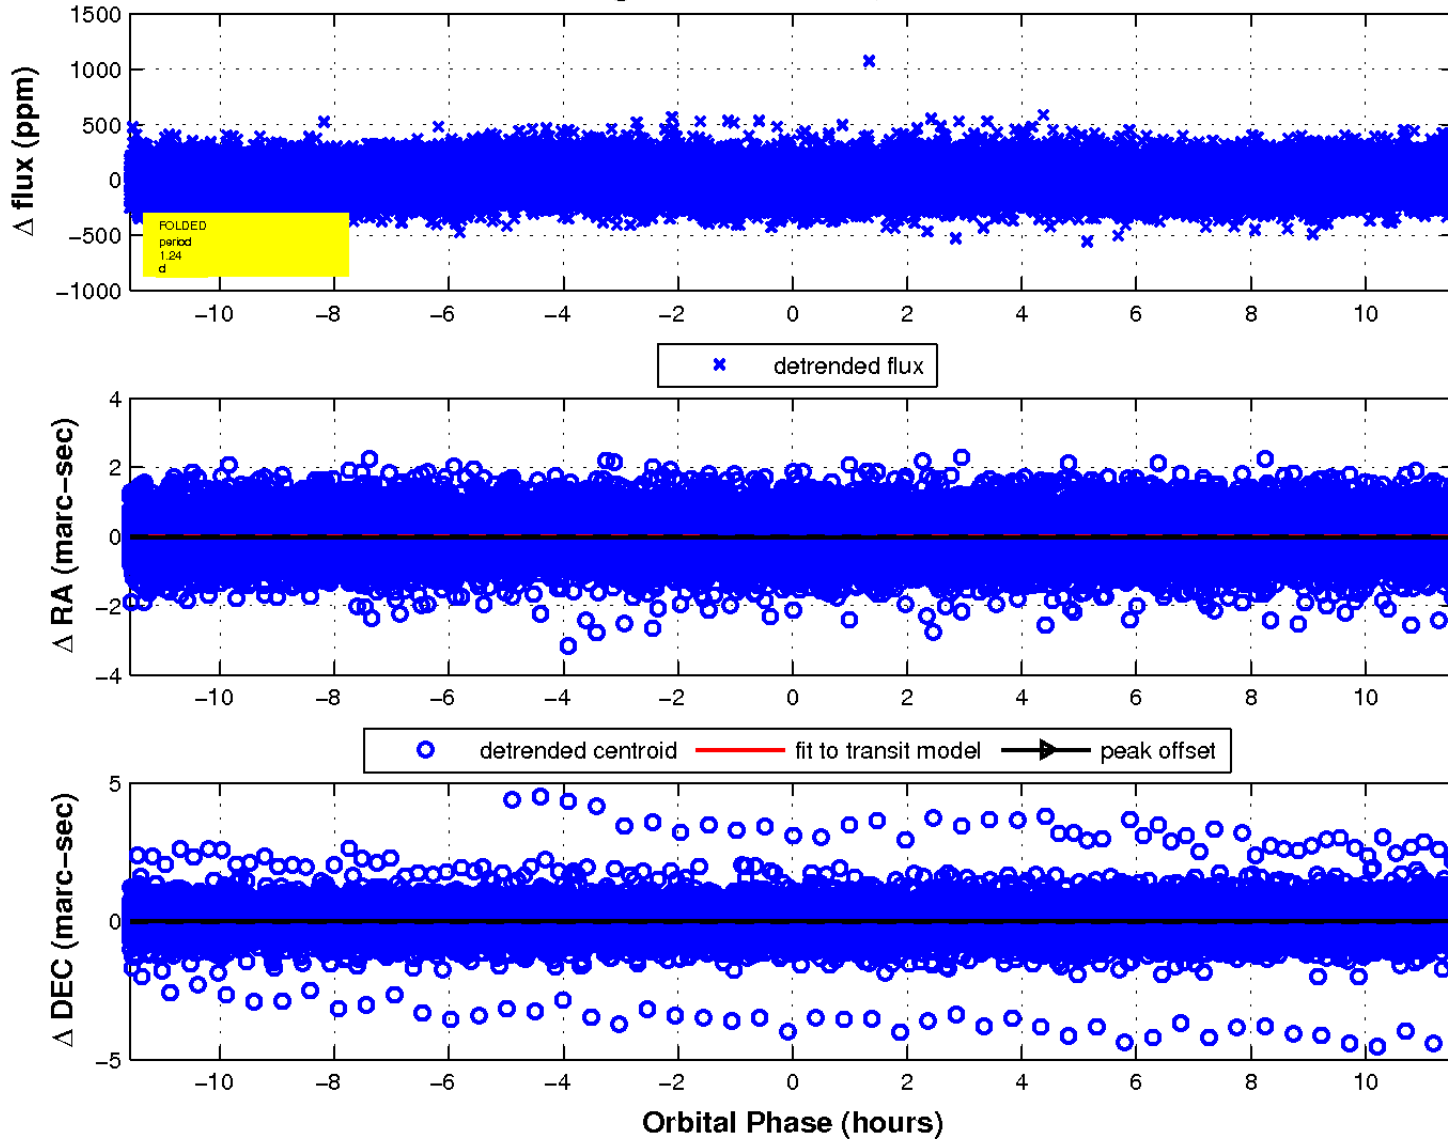 1500
1000
500
0
−500
−1000
Δ flux (ppm)
FOLDED
period
1.24
d
−10 −8 −6 −4 −2 0 2 4 6 8 10
detrended flux
4
2
0
−2
−4
Δ RA (marc−sec)
−10 −8 −6 −4 −2 0 2 4 6 8 10
detrended centroid fit to transit model peak offset
5
0
−5
Δ DEC (marc−sec)
−10 −8 −6 −4 −2 0 2 4 6 8 10
Orbital Phase (hours)